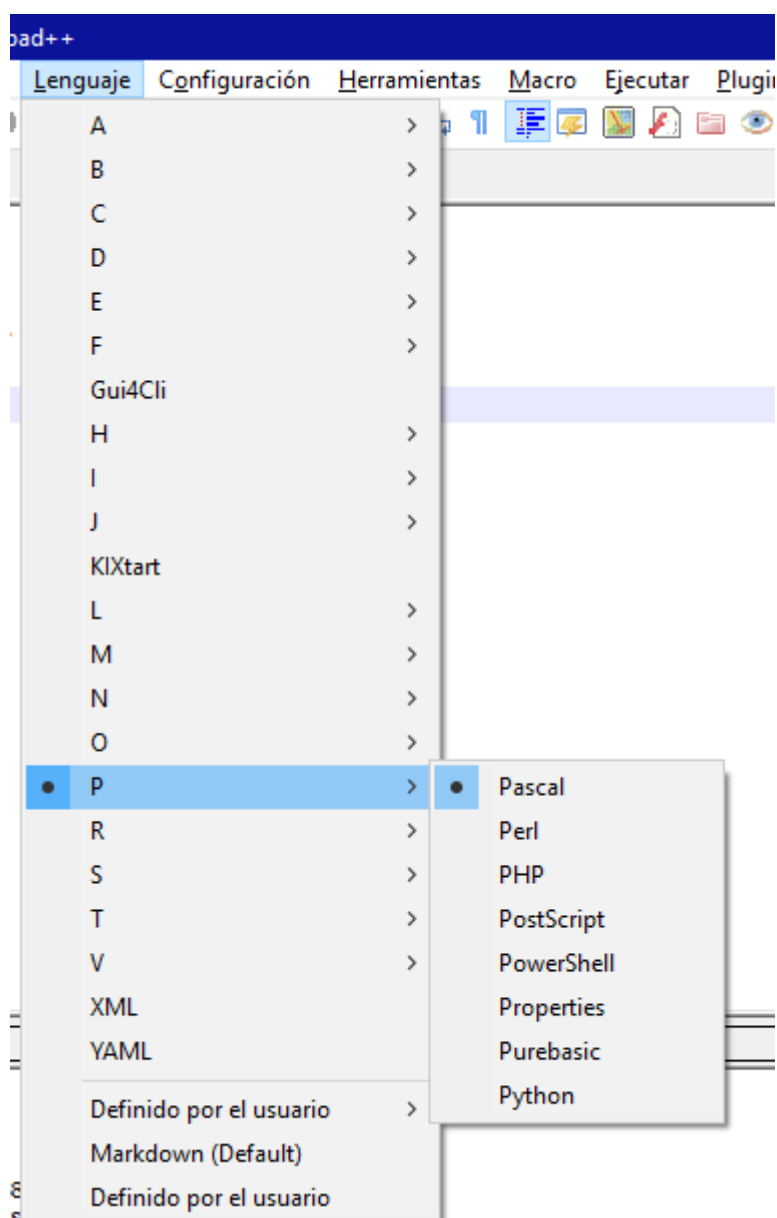 pad++
Lenguaje Configuración Herramientas Macro Ejecutar Plugin
A
B
C
D
E
F
Gui4Cli
H
I
J
KIXtart
L
M
N
O
P
R
S
T
V
XML
YAML
Definido por el usuario
Markdown (Default)
Definido por el usuario
Pascal
Perl
PHP
PostScript
PowerShell
Properties
Purebasic
Python